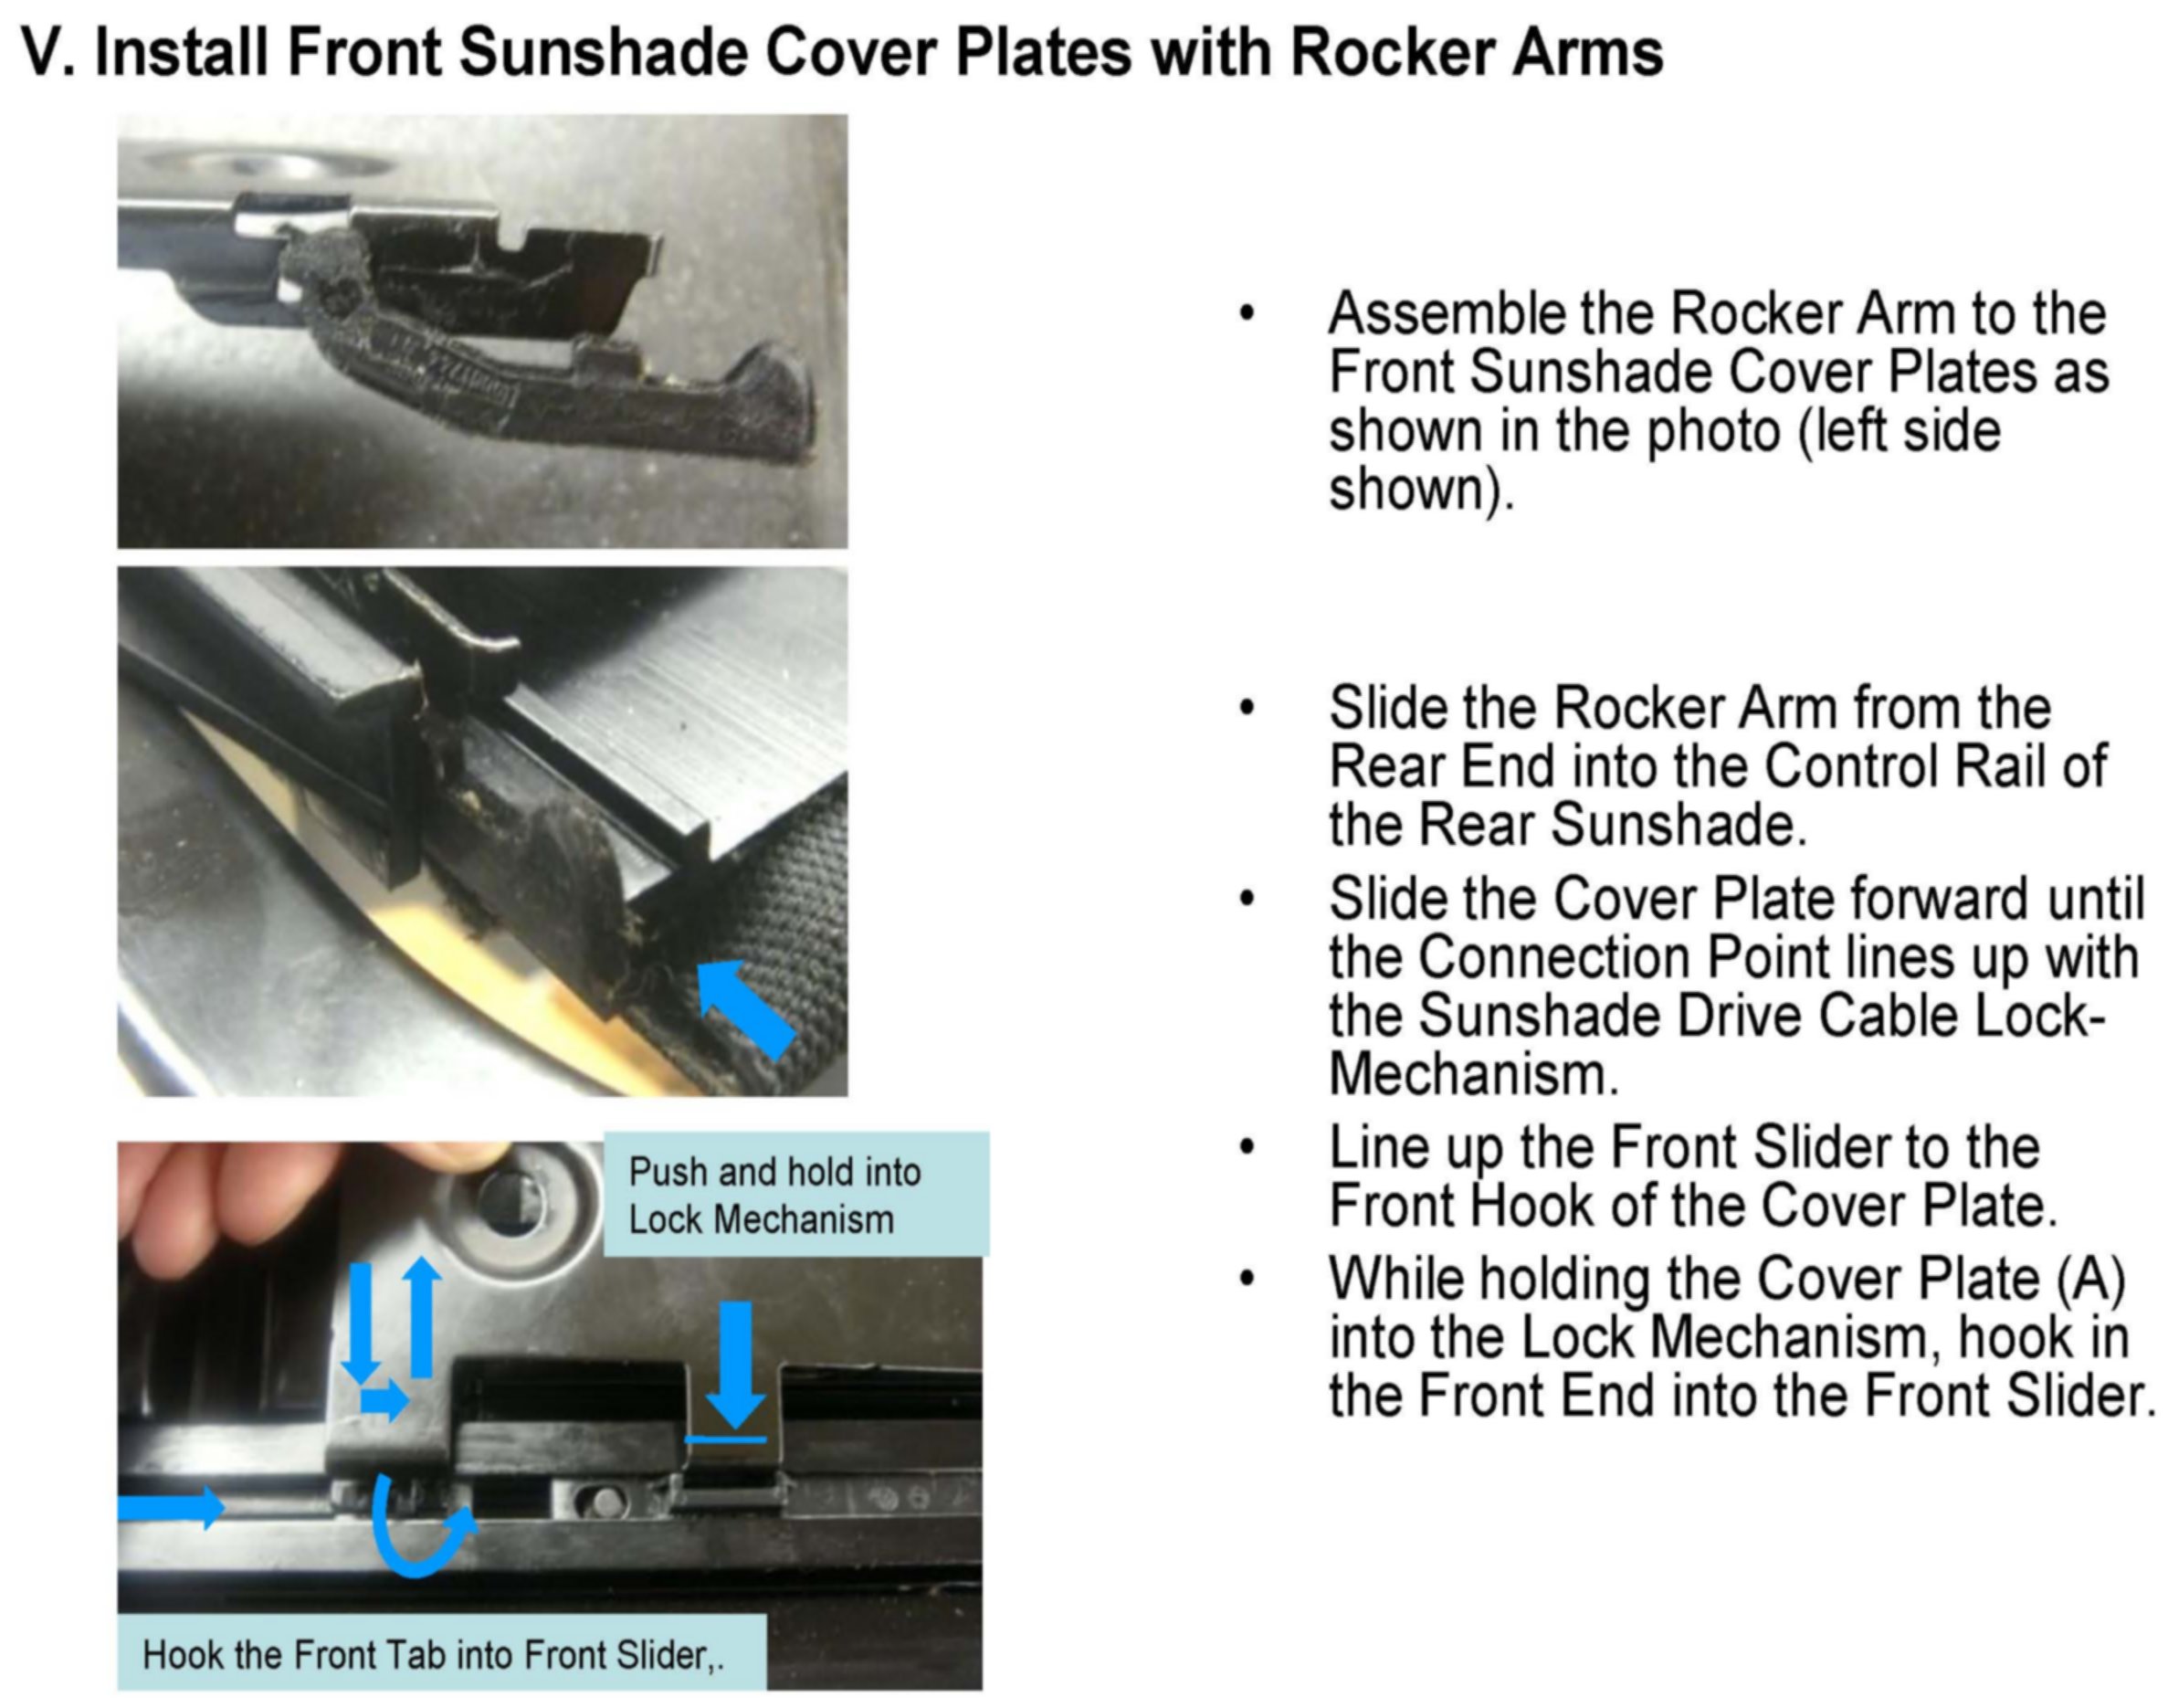 V. Install Front Sunshade Cover Plates with Rocker Arms
• Assemble the Rocker Arm to the
Front Sunshade Cover Plates as
shown in the photo (left side
shown).
• Slide the Rocker Arm from the
Rear End into the Control Rail of
the Rear Sunshade.
• Slide the Cover Plate forward until
the Connection Point lines up with
the Sunshade Drive Cable Lock-
Mechanism.
• Line up the Front Slider to the
Front Hook of the Cover Plate.
• While holding the Cover Plate (A)
into the Lock Mechanism, hook in
the Front End into the Front Slider.
Push and hold into
Lock Mechanism
Hook the Front Tab into Front Slider,.